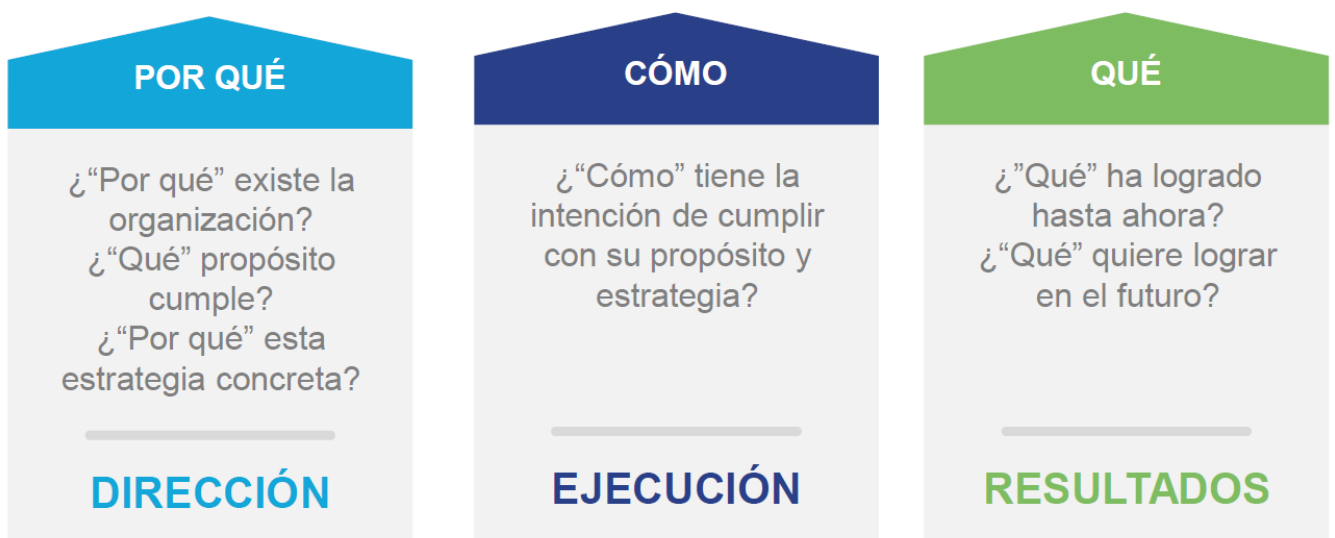 POR QUÉ
¿“Por qué” existe la
organización?
¿“Qué” propósito
cumple?
¿“Por qué” esta
estrategia concreta?
DIRECCIÓN
CÓMO
¿“Cómo” tiene la
intención de cumplir
con su propósito y
estrategia?
EJECUCIÓN
QUÉ
¿”Qué” ha logrado
hasta ahora?
¿“Qué” quiere lograr
en el futuro?
RESULTADOS